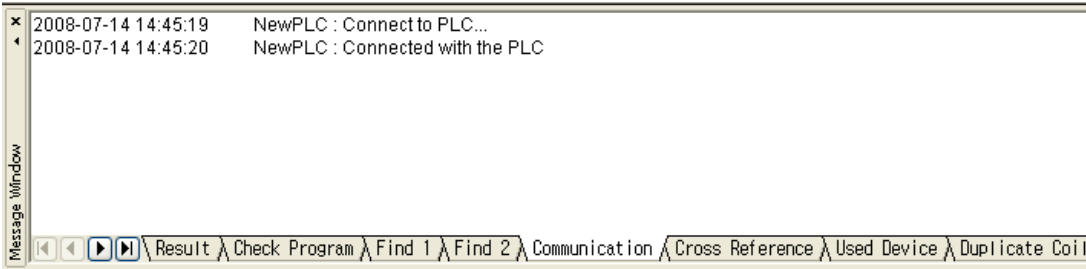 2008-07-14 14:45:19 NewPLC : Connect to PLC...
2008-07-14 14:45:20 NewPLC : Connected with the PLC
Message Window
Result Check Program Find 1 Find 2 Communication Cross Reference Used Device Duplicate Coil